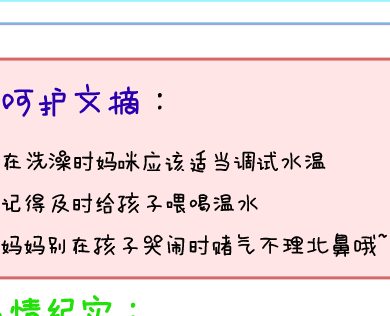 呵护文摘：
在洗澡时妈咪应该适当调试水温
记得及时给孩子喂喝温水
妈妈别在孩子哭闹时赌气不理北鼻哦~
情纪实：